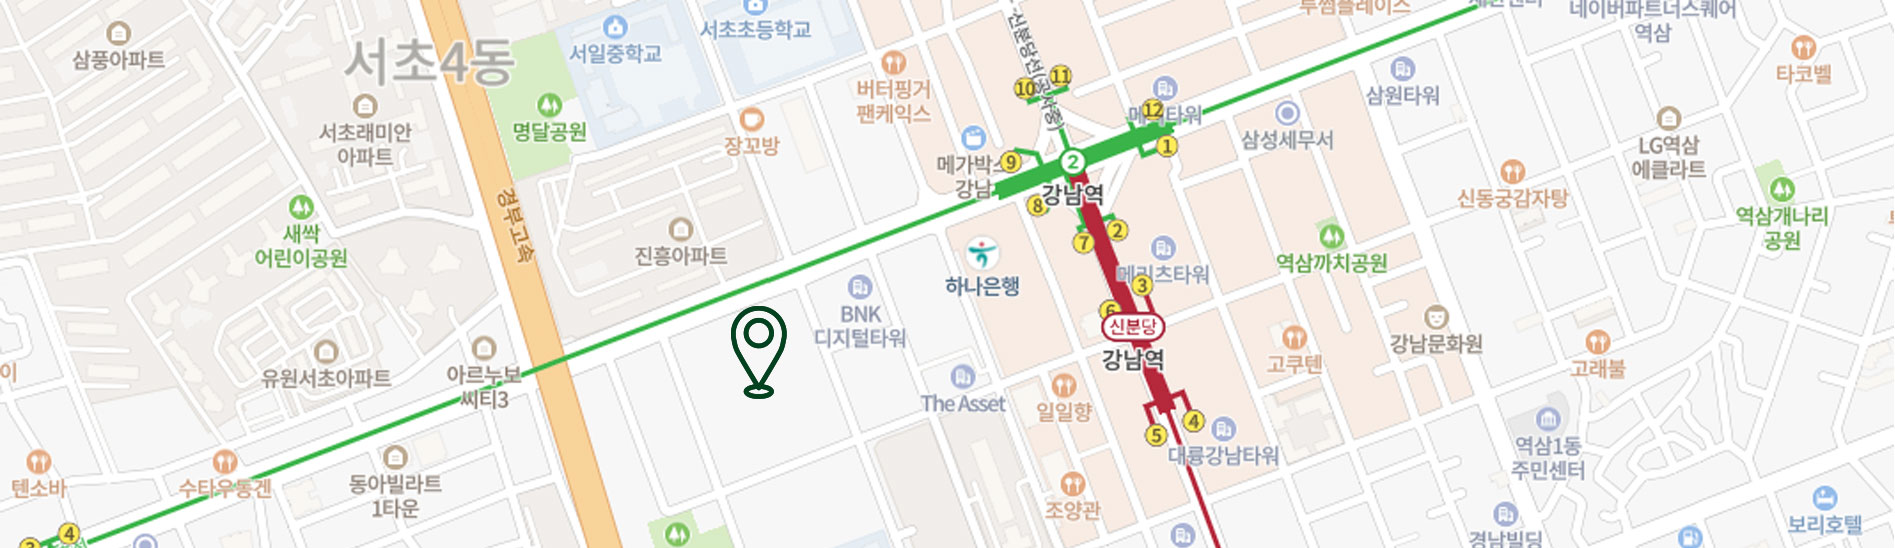 삼풍아파트
서초4동
서일중학교
서초초등학교
투썸플레이스
네이버파트너스퀘어
역삼
타코벨
버터핑거
팬케익스
신분당선(공사중)
10
11
12
삼원타워
서초래미안
아파트
명달공원
장꼬방
메가박스
강남
9
2
1
삼성세무서
LG역삼
에클라트
강남역
8
7
2
신동궁감자탕
역삼개나리
공원
새싹
어린이공원
경부고속
진흥아파트
하나은행
메리츠타워
3
역삼까치공원
BNK
디지털타워
6
신분당
강남역
고쿠텐
강남문화원
고래불
유원서초아파트
아르누보
씨티3
The Asset
일일향
5
4
대륭강남타워
역삼1동
주민센터
텐소바
수타우동겐
동아빌라트
1타운
조양관
경남빌딩
보리호텔
3
4